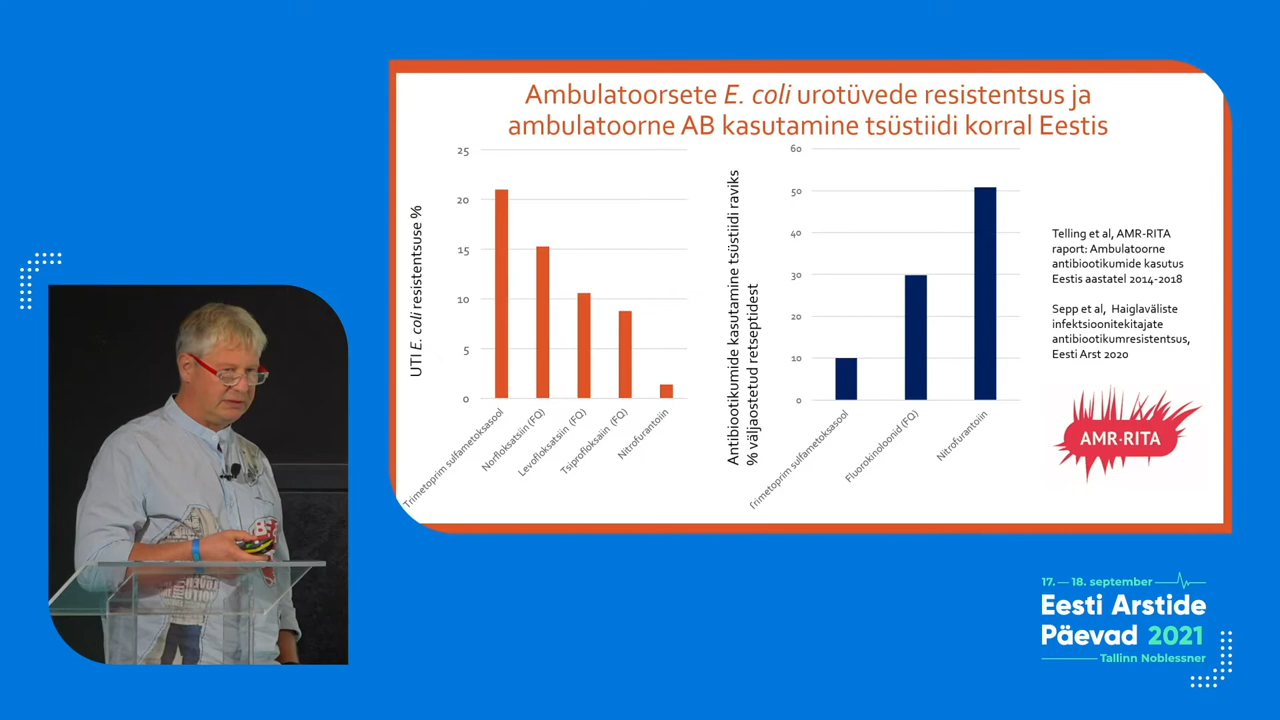 Ambulatoorsete E. coli urotüvede resistentsus ja
ambulatoorne AB kasutamine tsüstiidi korral Eestis
UTI E. coli resistentsuse %
25
20
15
10
5
0
Trimetoprim sulfametoksasool
Norfloksatsiin (FQ)
Levofloksatsiin (FQ)
Tsiprofloksaiin (FQ)
Nitrofurantoiin
Antibiootikumide kasutamine tsüstiidi raviks
% väljaostetud retseptidest
60
50
40
30
20
10
0
Trimetoprim sulfametoksasool
Fluorokinoloonid (FQ)
Nitrofurantoiin
Telling et al, AMR-RITA
raport: Ambulatoorne
antibiootikumide kasutus
Eestis aastatel 2014-2018
Sepp et al, Haiglaväliste
infektsioonitekitajate
antibiootikumresistentsus,
Eesti Arst 2020
AMR-RITA
17. — 18. september
Eesti Arstide
Päevad 2021
Tallinn Noblessner